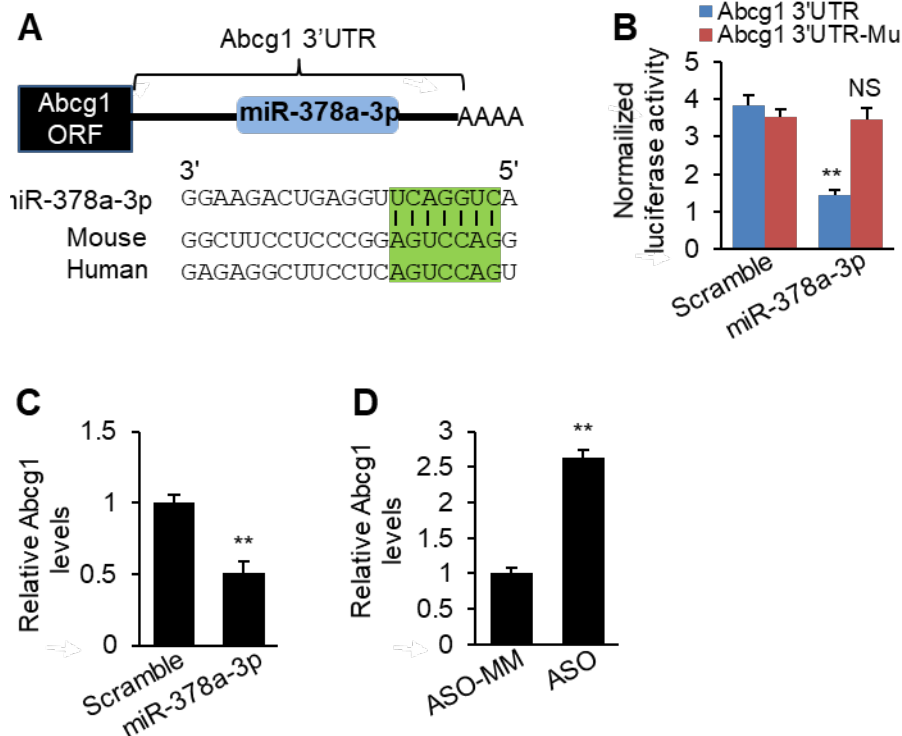 A
Abcg1 3'UTR
Abcg1
ORF
miR-378a-3p
AAAA
3' 5'
iR-378a-3p GGAAGACUGAGGUUCAGGUCA
Mouse GGCUUCCUCCCGGAGUCCAGG
Human GAGAGGCUUCCUCAGUCCAGU
B
Abcg1 3'UTR
Abcg1 3'UTR-Mu
Normailized
luciferase activity
5
4
3
2
1
0
**
NS
Scramble
miR-378a-3p
C
Relative Abcg1
levels
1.5
1
0.5
0
**
Scramble
miR-378a-3p
D
Relative Abcg1
levels
3
2.5
2
1.5
1
0.5
0
**
ASO-MM
ASO